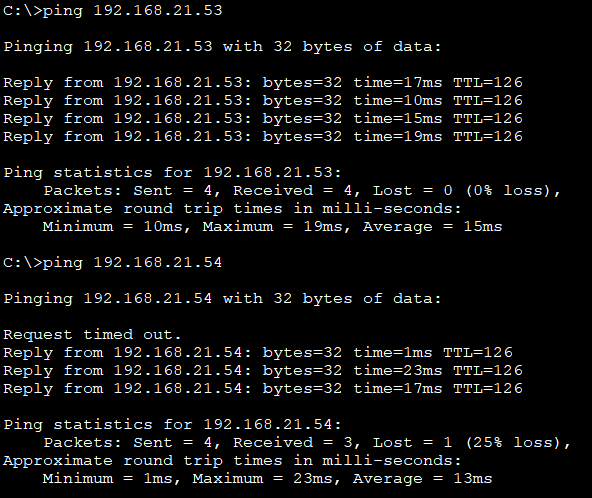 C:\>ping 192.168.21.53
Pinging 192.168.21.53 with 32 bytes of data:
Reply from 192.168.21.53: bytes=32 time=17ms TTL=126
Reply from 192.168.21.53: bytes=32 time=10ms TTL=126
Reply from 192.168.21.53: bytes=32 time=15ms TTL=126
Reply from 192.168.21.53: bytes=32 time=19ms TTL=126
Ping statistics for 192.168.21.53:
Packets: Sent = 4, Received = 4, Lost = 0 (0% loss),
Approximate round trip times in milli-seconds:
Minimum = 10ms, Maximum = 19ms, Average = 15ms
C:\>ping 192.168.21.54
Pinging 192.168.21.54 with 32 bytes of data:
Request timed out.
Reply from 192.168.21.54: bytes=32 time=1ms TTL=126
Reply from 192.168.21.54: bytes=32 time=23ms TTL=126
Reply from 192.168.21.54: bytes=32 time=17ms TTL=126
Ping statistics for 192.168.21.54:
Packets: Sent = 4, Received = 3, Lost = 1 (25% loss),
Approximate round trip times in milli-seconds:
Minimum = 1ms, Maximum = 23ms, Average = 13ms